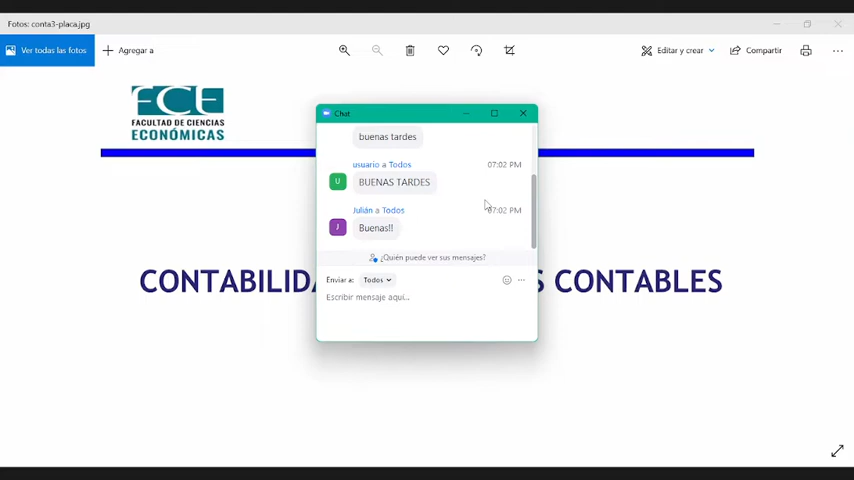 Fotos: conta3-placa.jpg
Ver todas las fotos
Agregar a
Editar y crear
Compartir
FCE
FACULTAD DE CIENCIAS
ECONÓMICAS
Chat
buenas tardes
usuario a Todos
07:02 PM
U
BUENAS TARDES
Julián a Todos
07:02 PM
J
Buenas!!
¿Quién puede ver sus mensajes?
Enviar a: Todos
Escribir mensaje aquí...
CONTABILIDA S CONTABLES